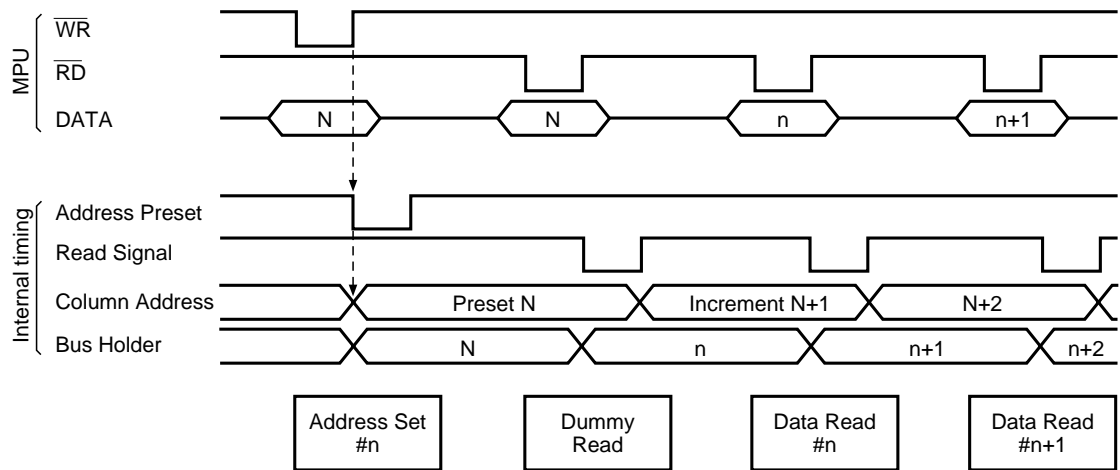 MPU
WR
RD
DATA
N
N
n
n+1
Internal timing
Address Preset
Read Signal
Column Address
Preset N
Increment N+1
N+2
Bus Holder
N
n
n+1
n+2
Address Set
#n
Dummy
Read
Data Read
#n
Data Read
#n+1